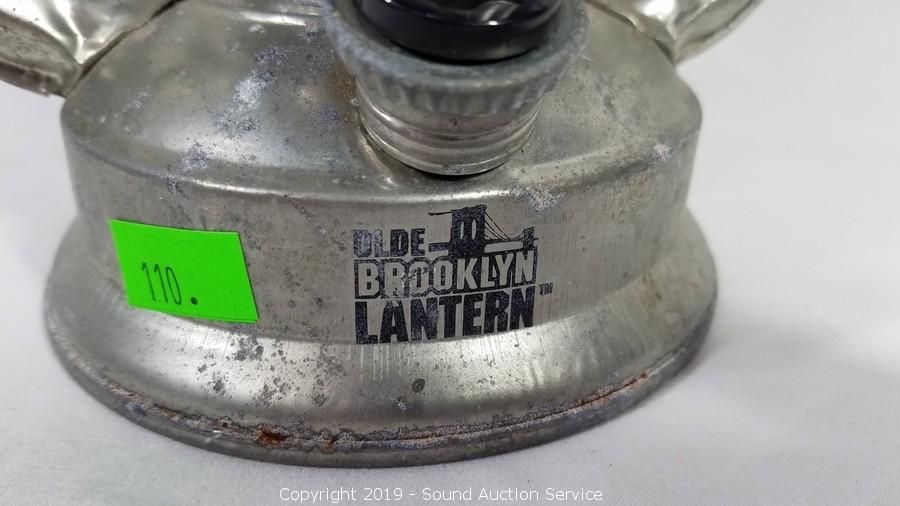 110.
OLDE
BROOKLYN
LANTERN™
Copyright 2019 - Sound Auction Service